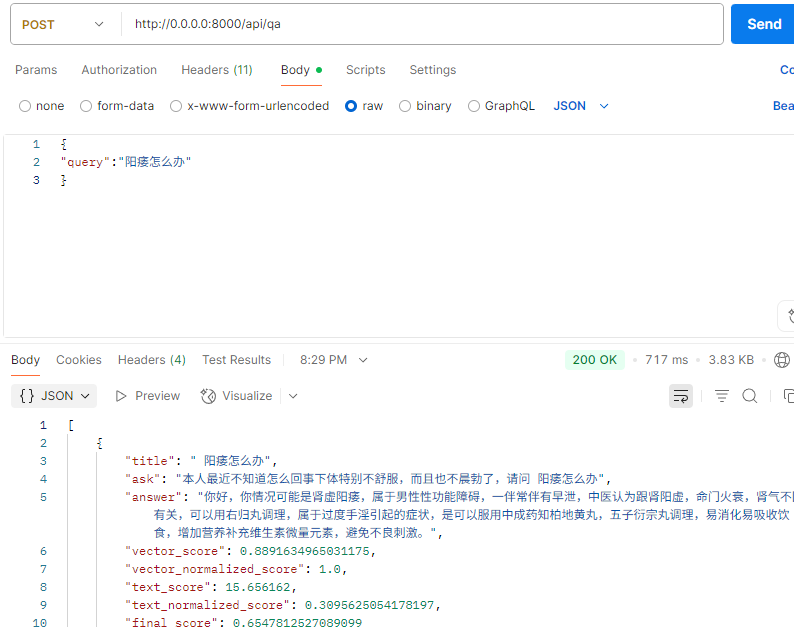 POST http://0.0.0.0:8000/api/qa Send
Params Authorization Headers (11) Body Scripts Settings
none form-data x-www-form-urlencoded raw binary GraphQL JSON
1 {
2 "query":"阳痿怎么办"
3 }
Body Cookies Headers (4) Test Results 8:29 PM 200 OK 717 ms 3.83 KB
{} JSON Preview Visualize
1 [
2 {
3 "title": " 阳痿怎么办",
4 "ask": "本人最近不知道怎么回事下体特别不舒服，而且也不晨勃了，请问 阳痿怎么办",
5 "answer": "你好，你情况可能是肾虚阳痿，属于男性性功能障碍，一伴常伴有早泄，中医认为跟肾阳虚，命门火衰，肾气不
有关，可以用右归丸调理，属于过度手淫引起的症状，是可以服用中成药知柏地黄丸，五子衍宗丸调理，易消化易吸收饮
食，增加营养补充维生素微量元素，避免不良刺激。",
6 "vector_score": 0.8891634965031175,
7 "vector_normalized_score": 1.0,
8 "text_score": 15.656162,
9 "text_normalized_score": 0.3095625054178197,
10 "final_score": 0.6547812527089099